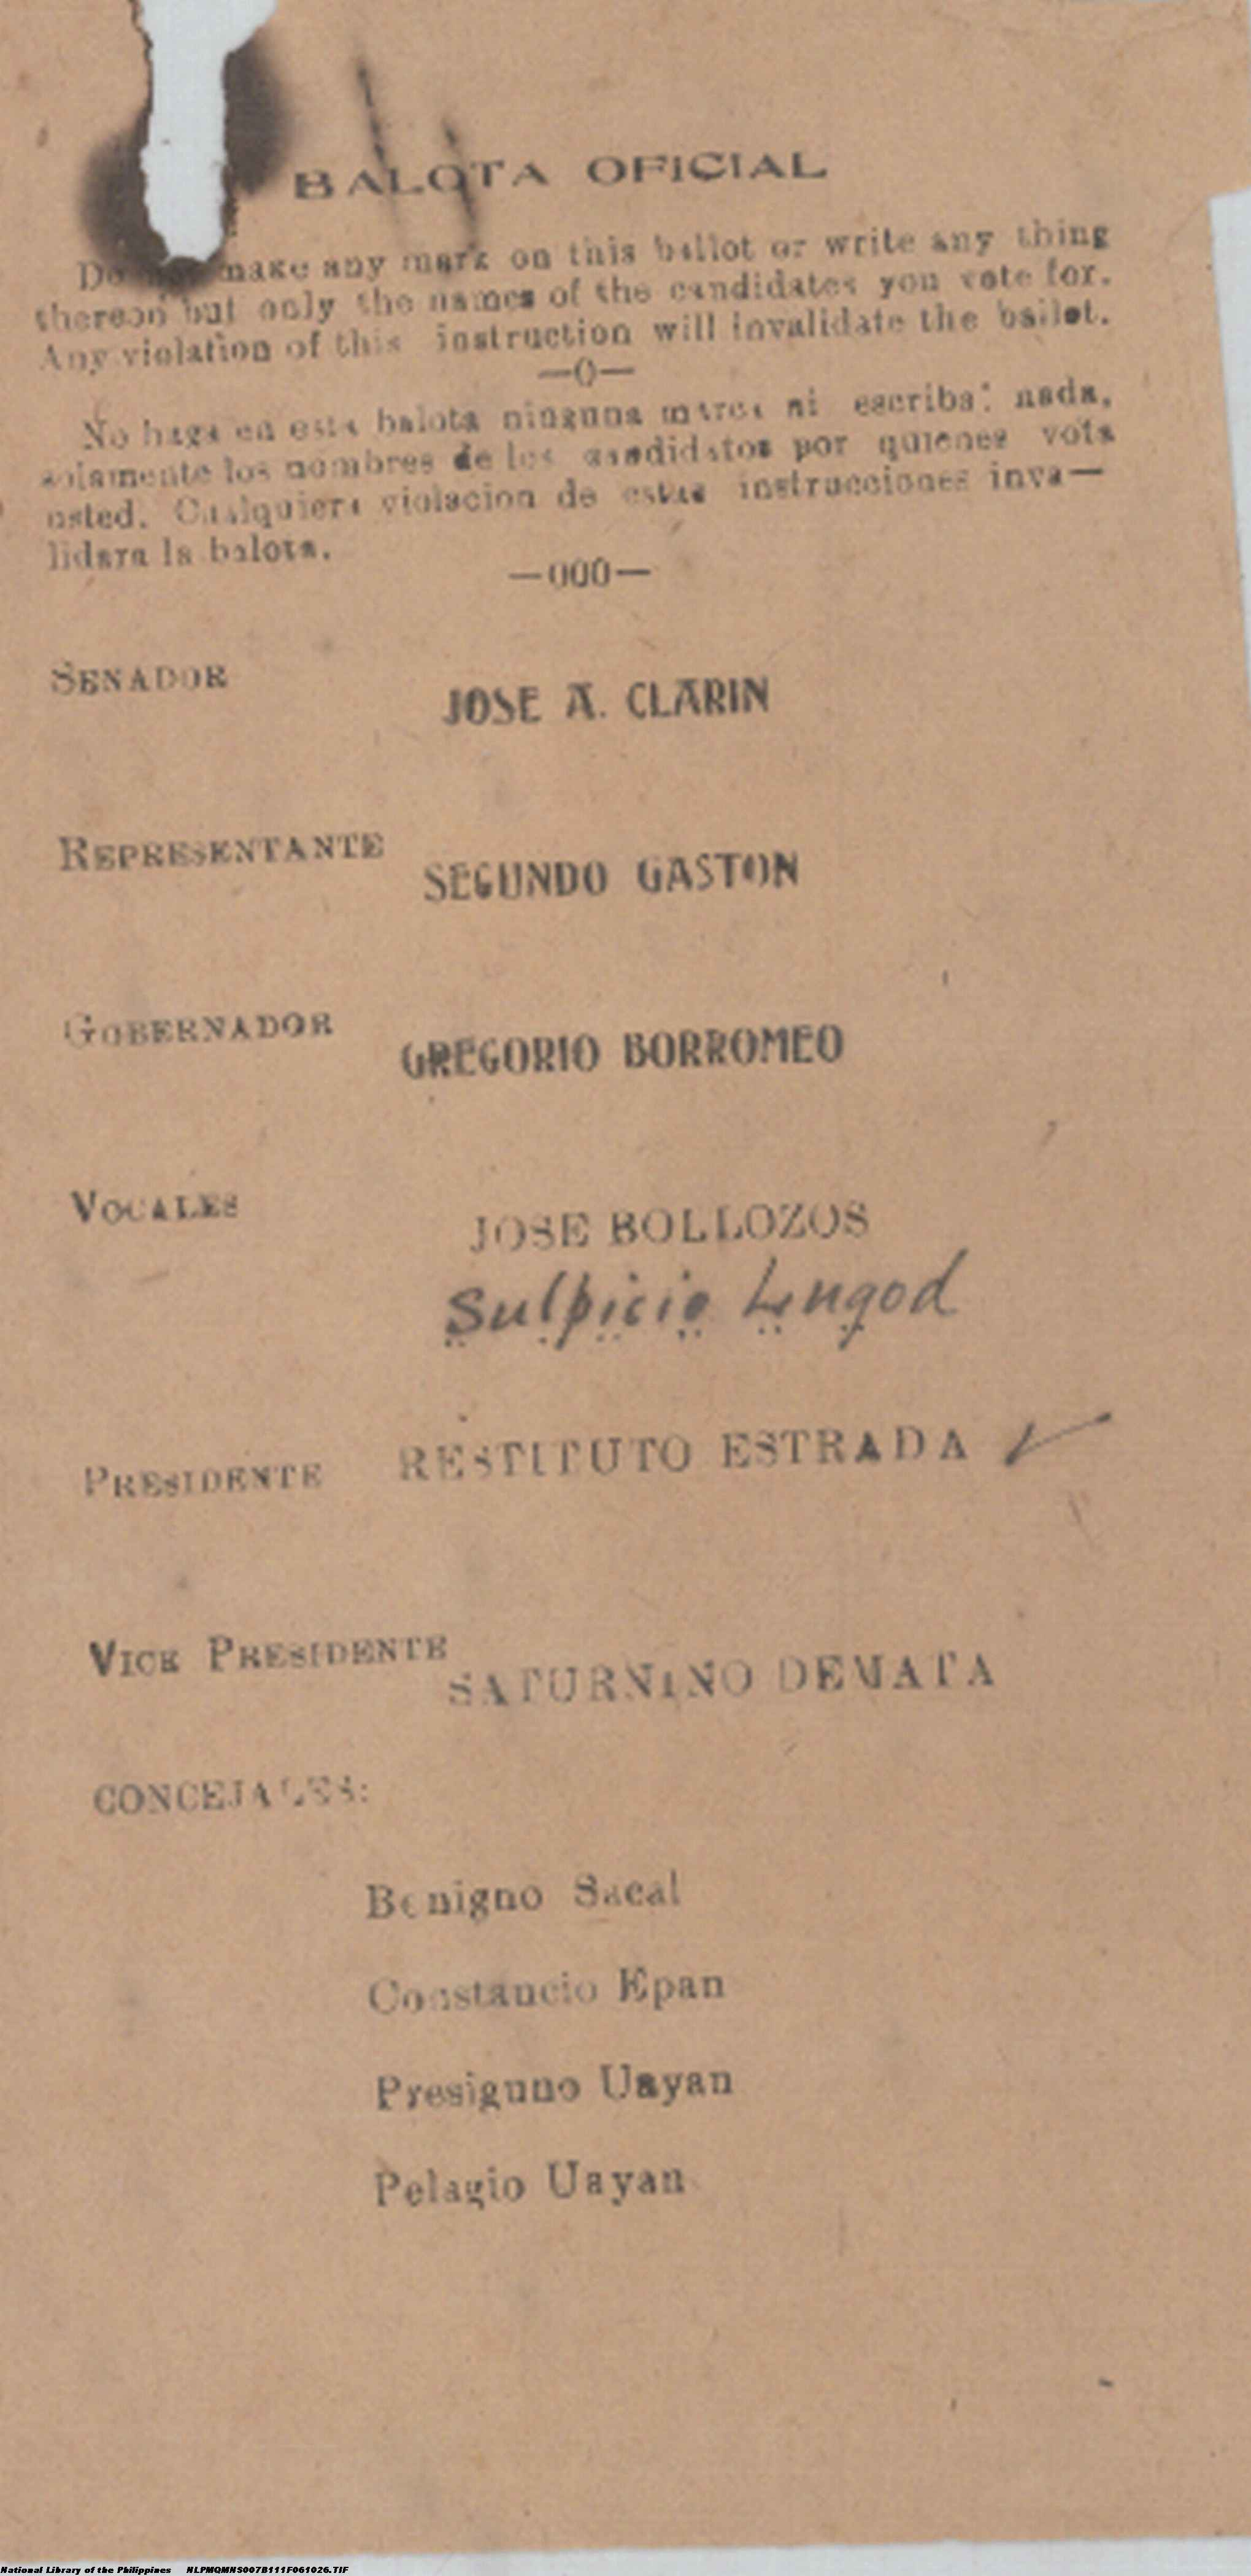 BALOTA OFICIAL
Do make any mark on this ballot or write any thing
thereon but only the names of the candidates you vote for.
Any violation of this instruction will invalidate the ballot.
—O—
No haga en esta balota ninguna marca ni escriba: nada,
solamente los nombres de los candidatos por quienes vota
usted. Cualquiera violacion de estas instrucciones inva—
lidara la balota.
—000—
SENADOR
JOSE A. CLARIN
REPRESENTANTE
SEGUNDO GASTON
GOBERNADOR
GREGORIO BORROMEO
VOCALES
JOSE BOLLOZOS
Sulpicio Lugod
PRESIDENTE RESTITUTO ESTRADA ✓
VICE PRESIDENTE
SATURNINO DEMATA
CONCEJALES:
Benigno Sacal
Constancio Epan
Presiguno Uayan
Pelagio Uayan
National Library of the Philippines NLPMQMNS007B111F061026.TIF